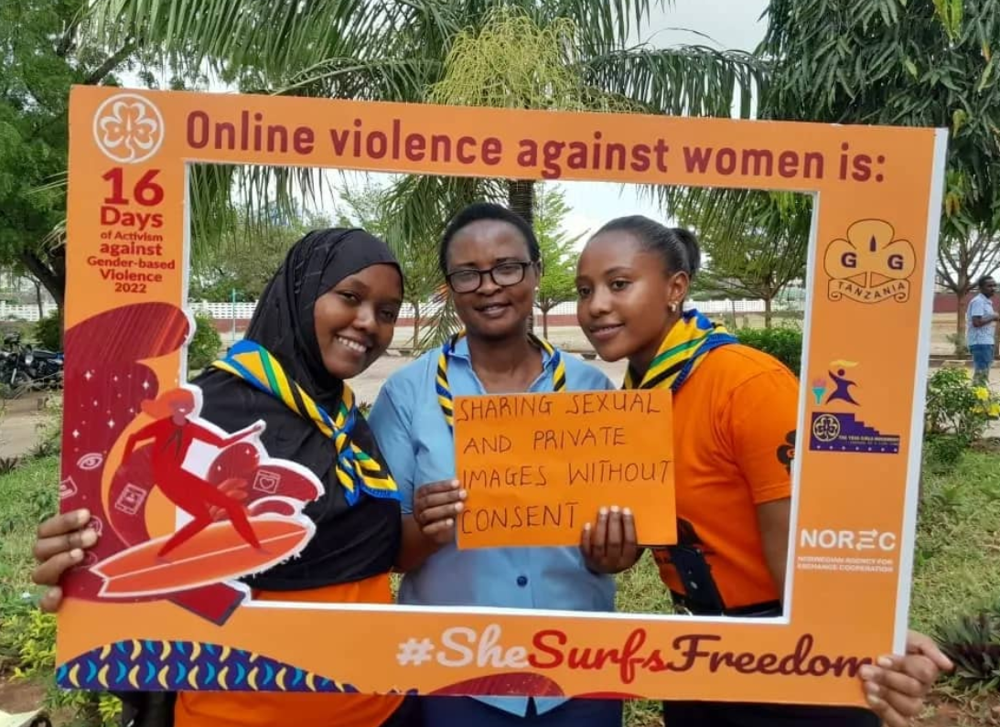 Online violence against women is:
16
Days
of Activism
against
Gender-based
Violence
2022
G G
TANZANIA
SHARING SEXUAL
AND PRIVATE
IMAGES WITHOUT
CONSENT
NOREC
NORWEGIAN AGENCY FOR
EXCHANGE COOPERATION
#SheSurfsFreedom